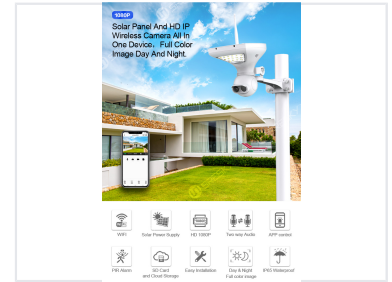 1080P
Solar Panel And HD IP
Wireless Camera All In
One Device, Full Color
Image Day And Night.
WIFI
Solar Power Supply
HD 1080P
Two way Audio
APP control
PIR Alarm
SD Card
and Cloud Storage
Easy Installation
Day & Night
Full color image
IP65 Waterproof